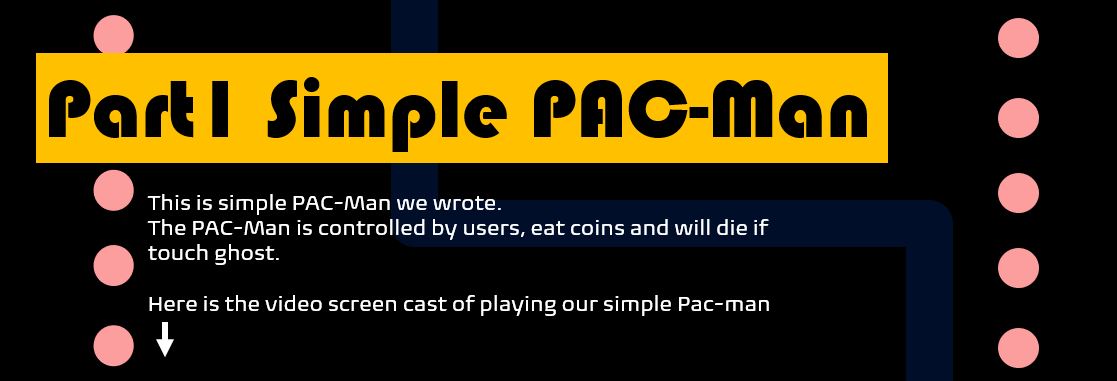 Part1 Simple PAC-Man
This is simple PAC-Man we wrote.
The PAC-Man is controlled by users, eat coins and will die if
touch ghost.
Here is the video screen cast of playing our simple Pac-man